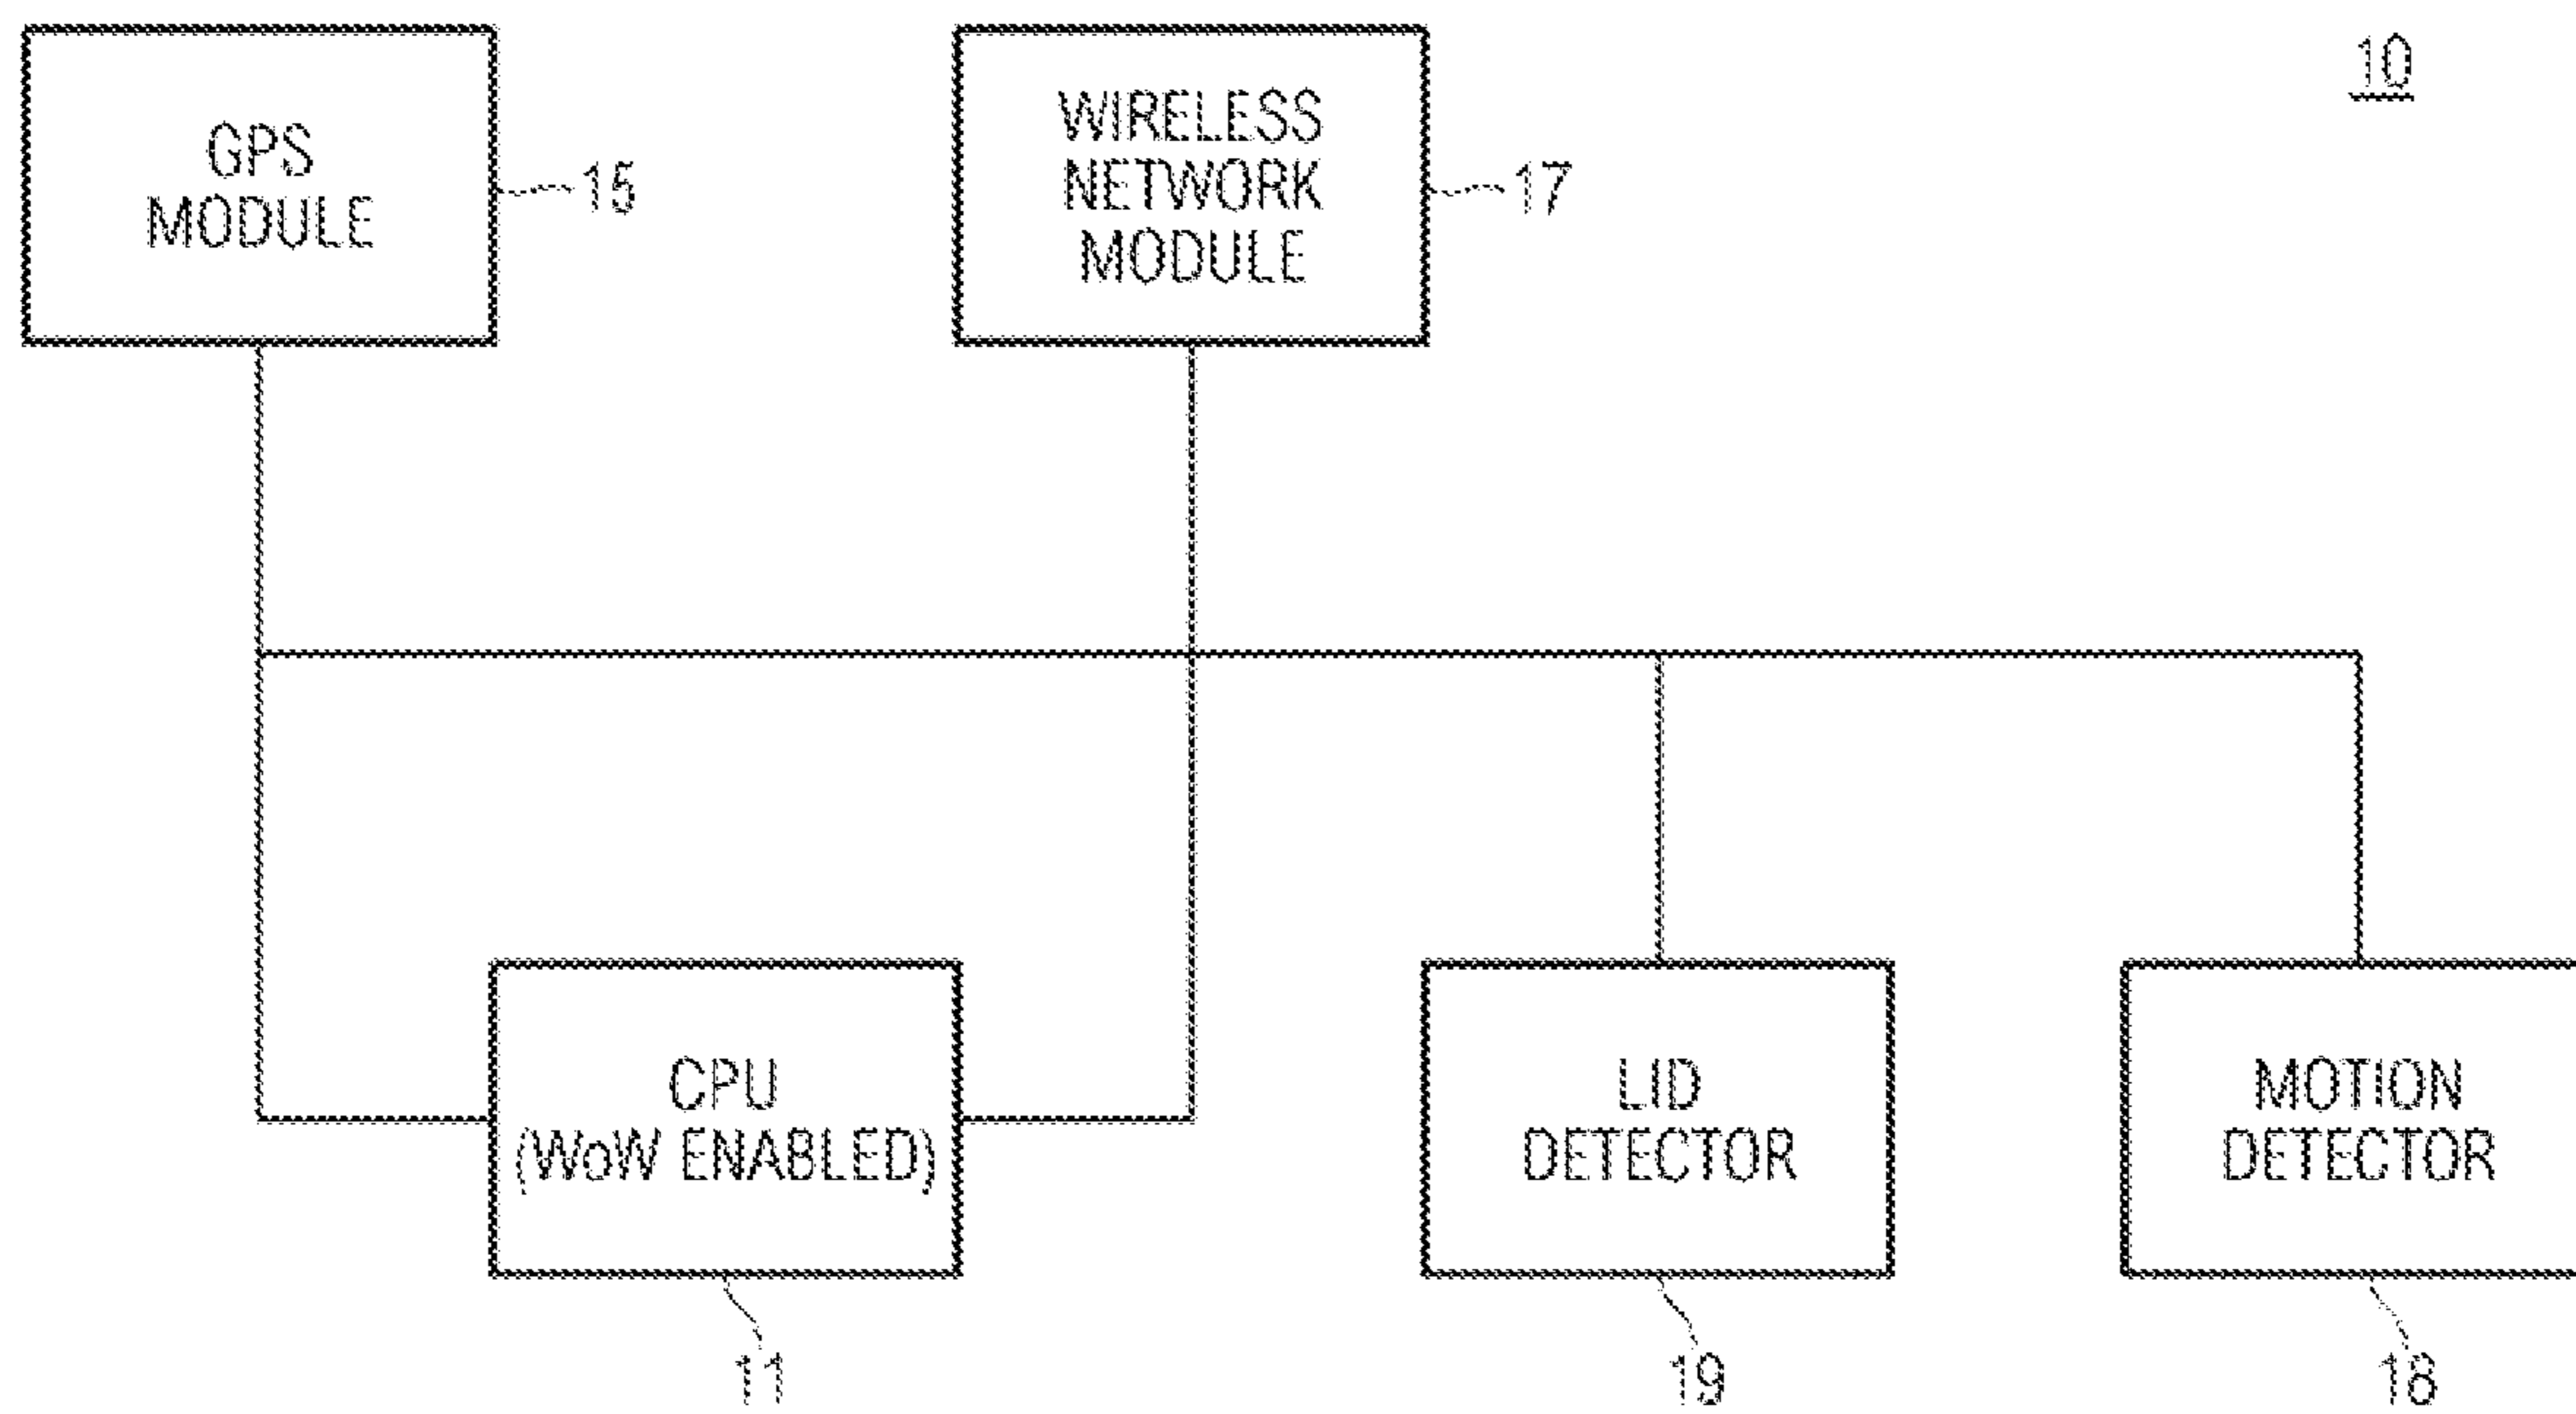 10
GPS
MODULE
15
WIRELESS
NETWORK
MODULE
17
CPU
(WoW ENABLED)
11
LID
DETECTOR
19
MOTION
DETECTOR
18